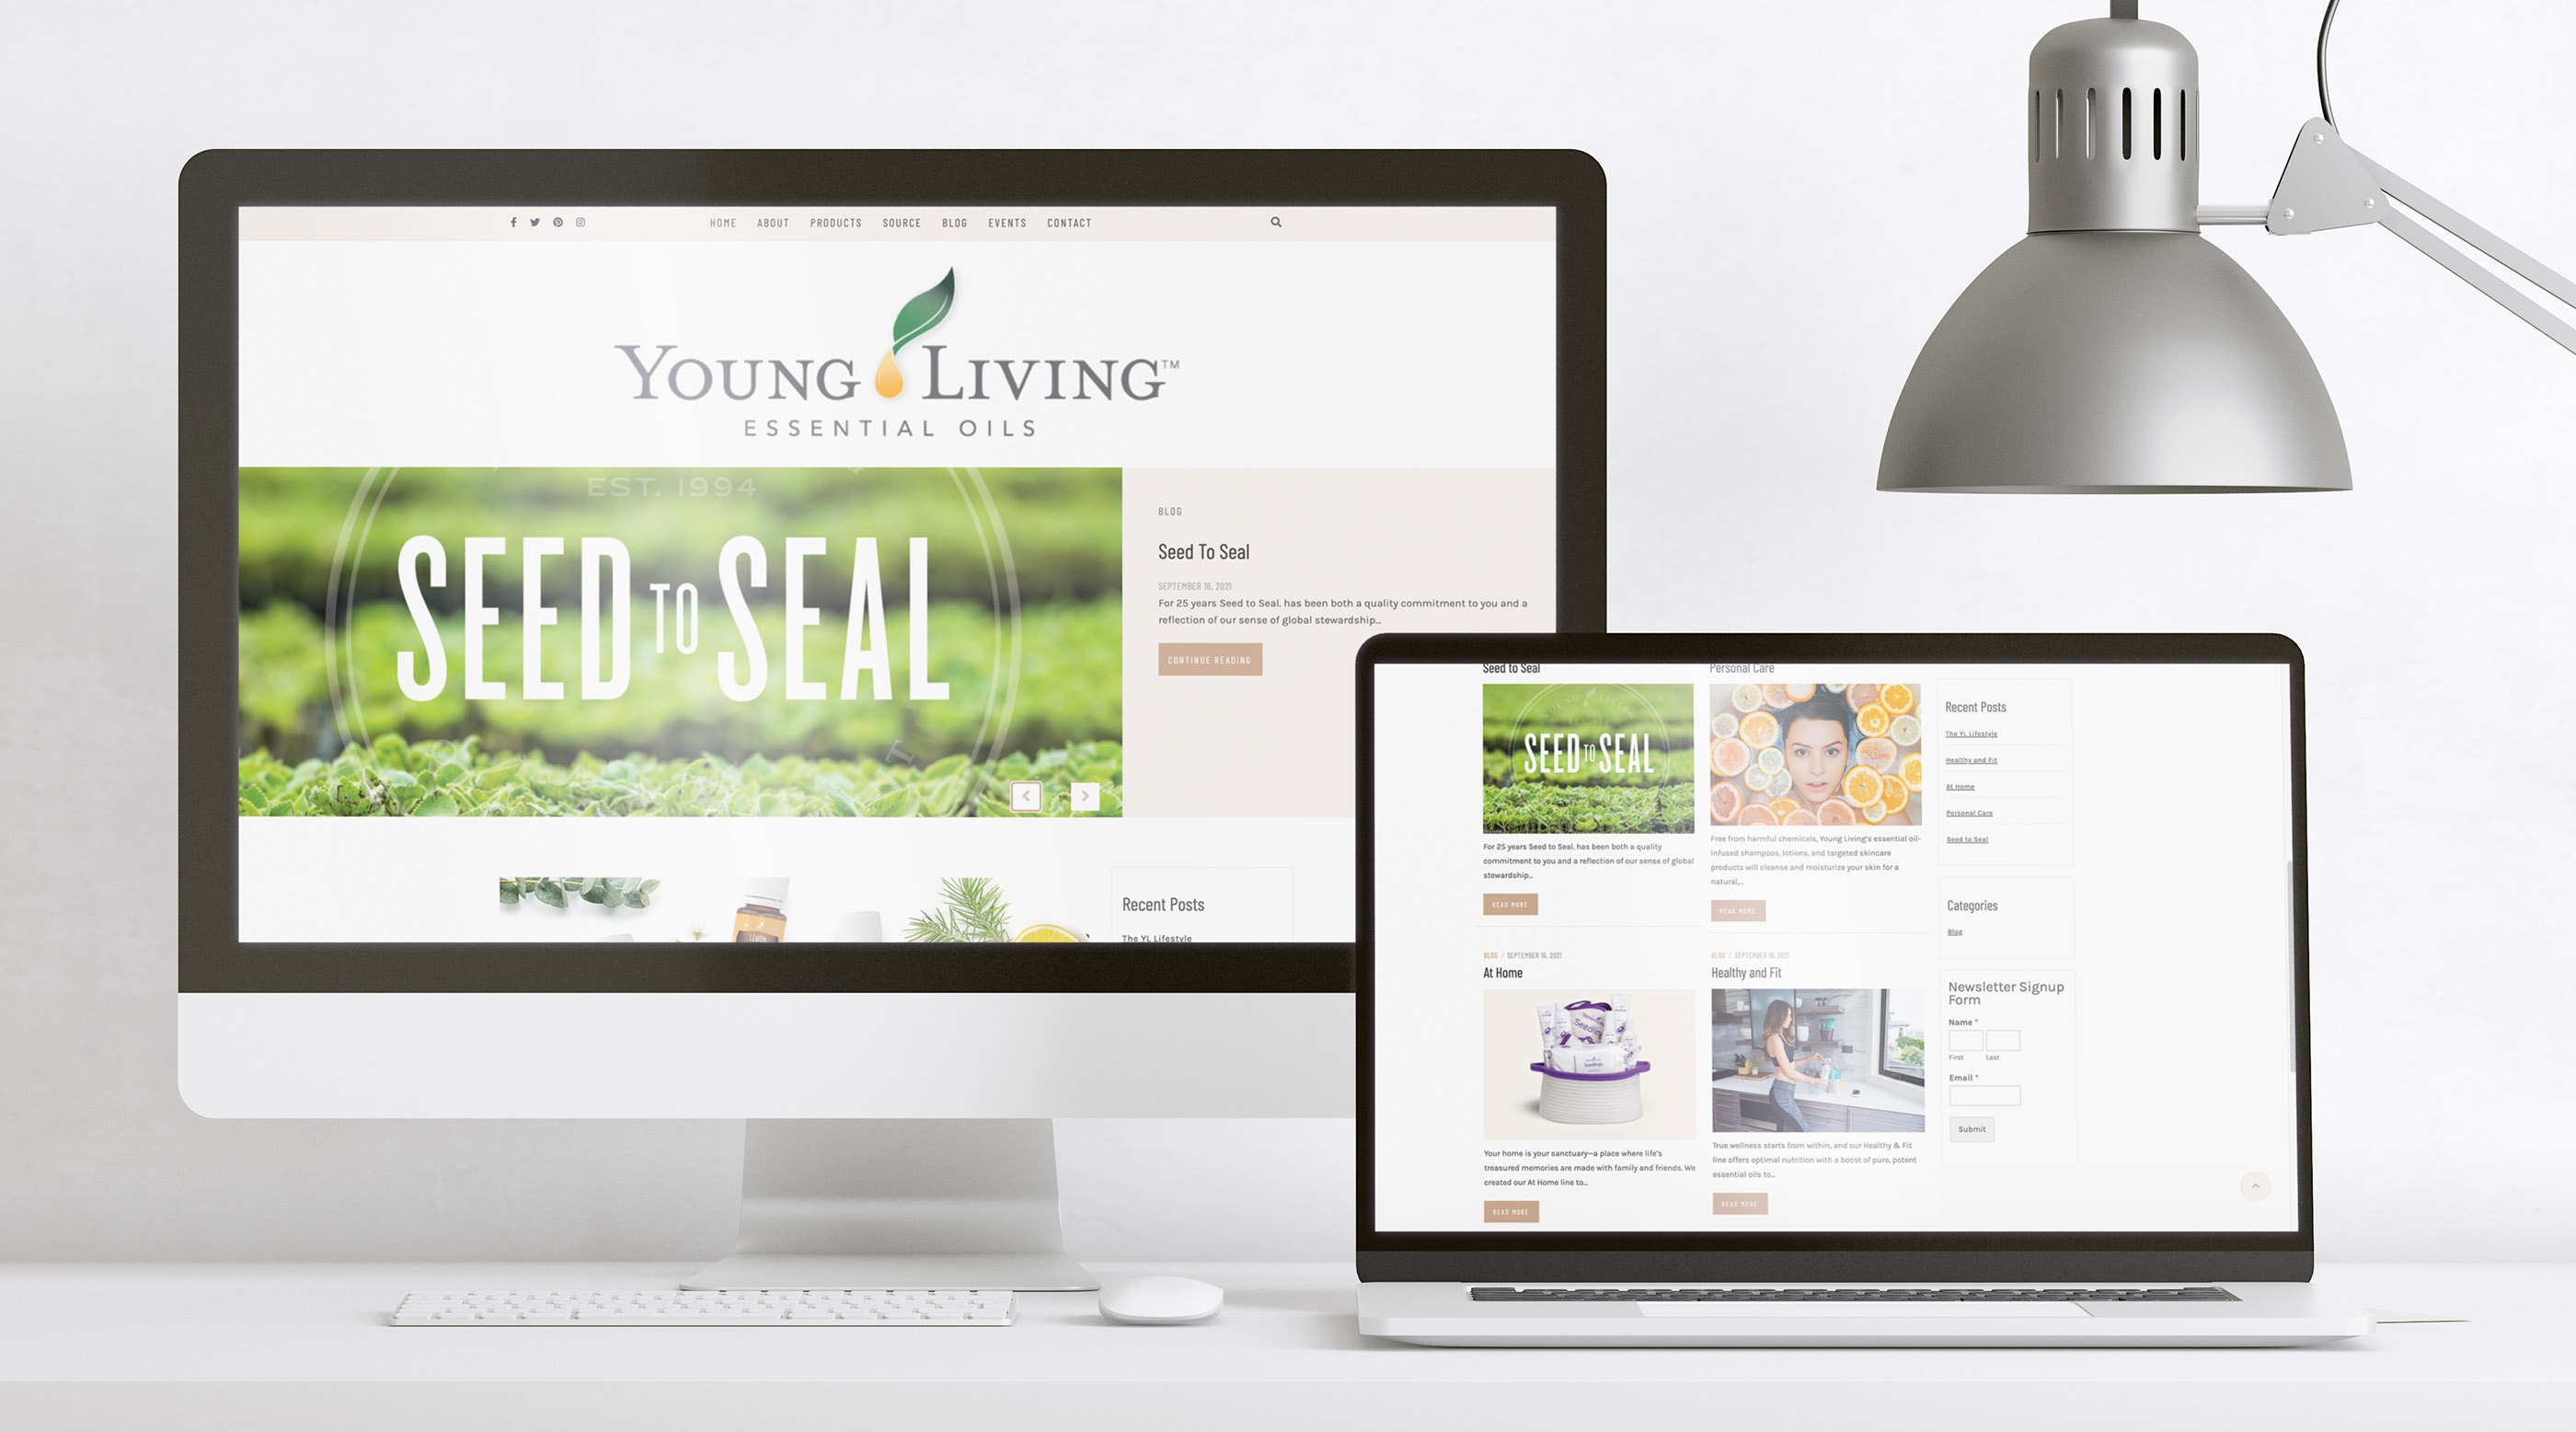 HOME ABOUT PRODUCTS SOURCE BLOG EVENTS CONTACT
YOUNG LIVING™
ESSENTIAL OILS
EST. 1994
SEED TO SEAL
BLOG
Seed To Seal
SEPTEMBER 16, 2021
For 25 years Seed to Seal. has been both a quality commitment to you and a
reflection of our sense of global stewardship...
CONTINUE READING
LEMON
Recent Posts
The YL Lifestyle
Seed to Seal
YOUNG LIVING
SEED TO SEAL
For 25 years Seed to Seal. has been both a quality
commitment to you and a reflection of our sense of global
stewardship...
READ MORE
Personal Care
Free from harmful chemicals, Young Living's essential oil-
infused shampoos, lotions, and targeted skincare
products will cleanse and moisturize your skin for a
natural,...
READ MORE
BLOG / SEPTEMBER 16, 2021
At Home
Seedlings
Your home is your sanctuary—a place where life's
treasured memories are made with family and friends. We
created our At Home line to...
READ MORE
BLOG / SEPTEMBER 16, 2021
Healthy and Fit
True wellness starts from within, and our Healthy & Fit
line offers optimal nutrition with a boost of pure, potent
essential oils to...
READ MORE
Recent Posts
The YL Lifestyle
Healthy and Fit
At Home
Personal Care
Seed to Seal
Categories
Blog
Newsletter Signup
Form
Name *
First Last
Email *
Submit